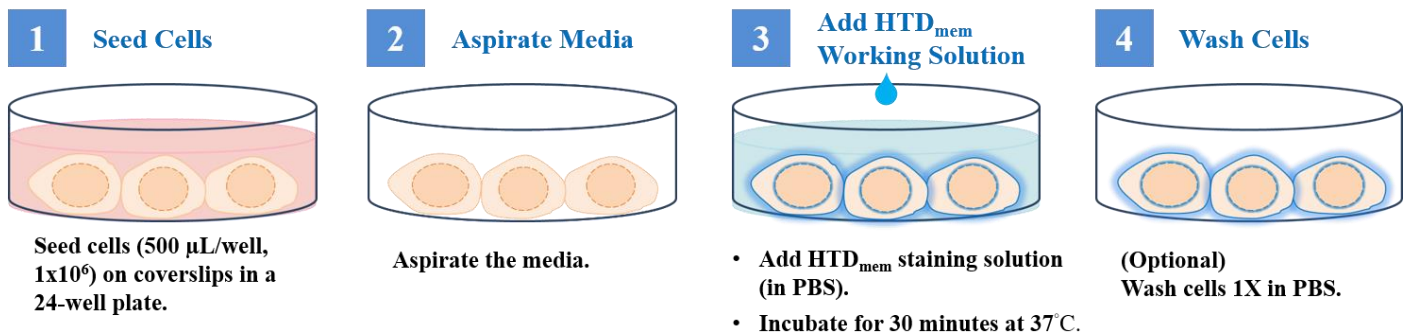 1 Seed Cells
Seed cells (500 μL/well,
1x10⁶) on coverslips in a
24-well plate.
2 Aspirate Media
Aspirate the media.
3 Add HTDmem
Working Solution
• Add HTDmem staining solution
(in PBS).
• Incubate for 30 minutes at 37°C.
4 Wash Cells
(Optional)
Wash cells 1X in PBS.